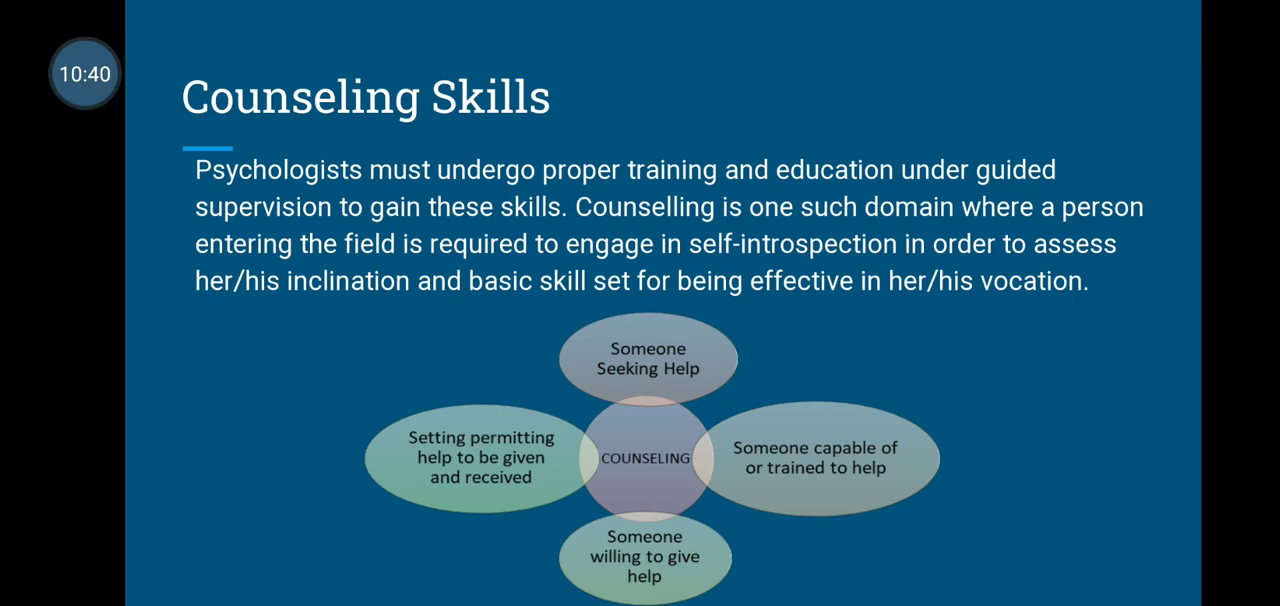 10:40
Counseling Skills
Psychologists must undergo proper training and education under guided
supervision to gain these skills. Counselling is one such domain where a person
entering the field is required to engage in self-introspection in order to assess
her/his inclination and basic skill set for being effective in her/his vocation.
Someone
Seeking Help
Setting permitting
help to be given
and received
COUNSELING
Someone capable of
or trained to help
Someone
willing to give
help